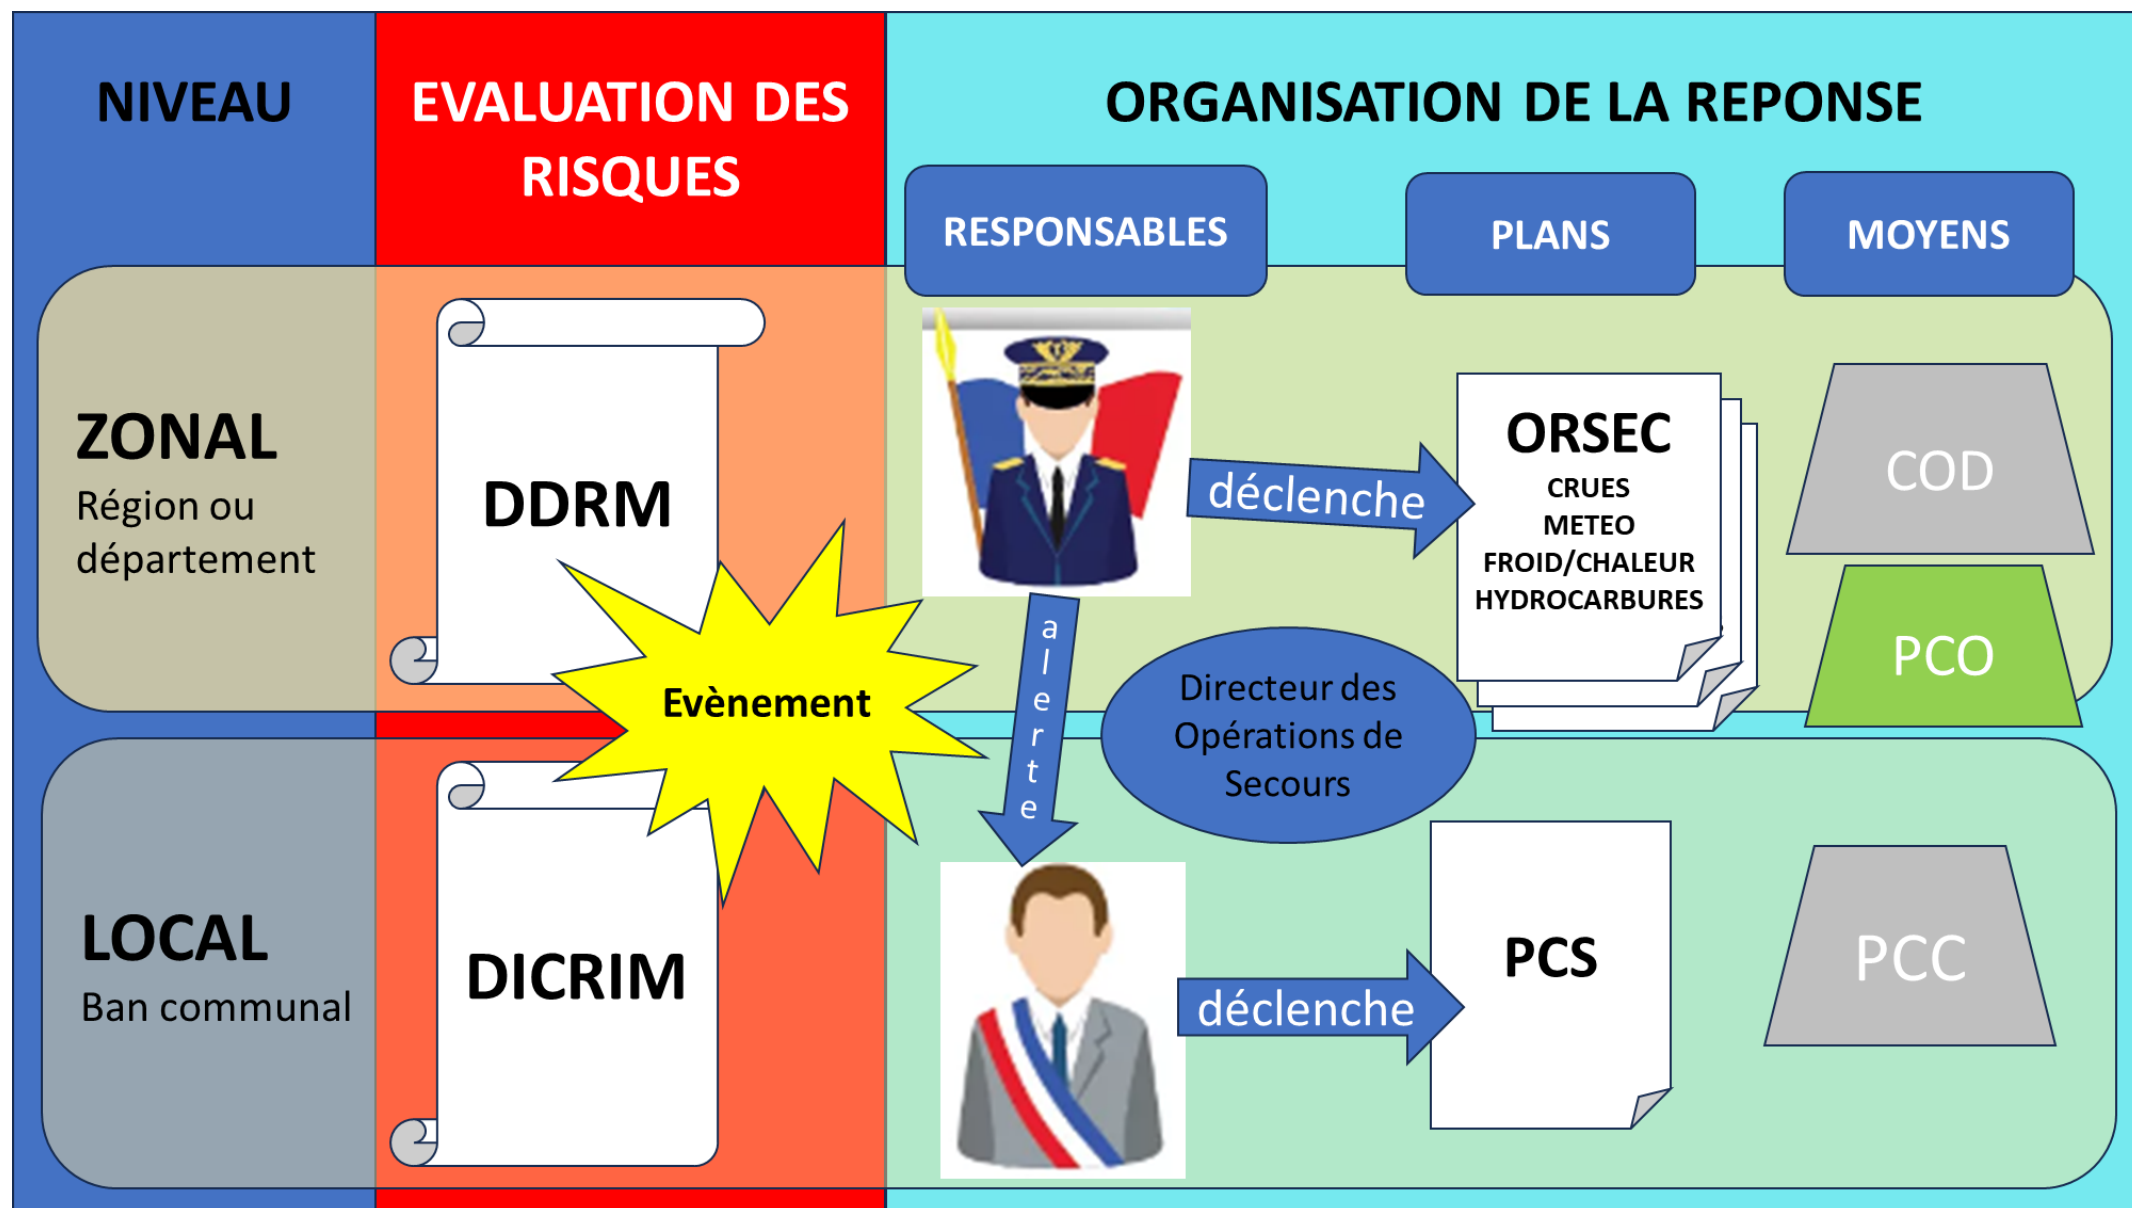 NIVEAU
EVALUATION DES
RISQUES
ORGANISATION DE LA REPONSE
RESPONSABLES
PLANS
MOYENS
ZONAL
Région ou
département
DDRM
déclenche
ORSEC
CRUES
METEO
FROID/CHALEUR
HYDROCARBURES
COD
PCO
Evènement
alerte
Directeur des
Opérations de
Secours
LOCAL
Ban communal
DICRIM
déclenche
PCS
PCC